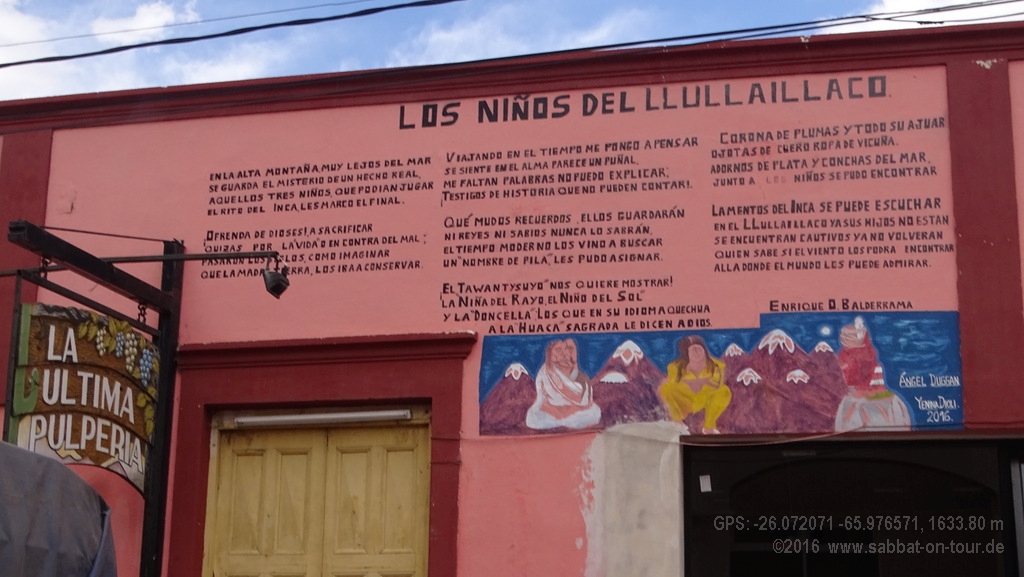 LOS NIÑOS DEL LLULLAILLACO.
EN LA ALTA MONTAÑA MUY LEJOS DEL MAR
SE GUARDA EL MISTERIO DE UN HECHO REAL,
AQUELLOS TRES NIÑOS, QUE PODIAN JUGAR
EL RITO DEL INCA, LES MARCO EL FINAL.
OFRENDA DE DIOSES! A SACRIFICAR
"QUIZAS POR LA VIDA" EN CONTRA DEL MAL;
PASARON LOS SIGLOS, COMO IMAGINAR
QUE LA MADRE TIERRA, LOS IBA A CONSERVAR.
VIAJANDO EN EL TIEMPO ME PONGO A PENSAR
SE SIENTE EN EL ALMA PARECE UN PUÑAL,
ME FALTAN PALABRAS NO PUEDO EXPLICAR,
TESTIGOS DE HISTORIA QUE NO PUEDEN CONTAR!.
QUÉ MUDOS RECUERDOS, ELLOS GUARDARÁN
NI REYES NI SABIOS NUNCA LO SABRÁN,
EL TIEMPO MODERNO LOS VINO A BUSCAR
UN "NOMBRE DE PILA", LES PUDO ASIGNAR.
EL TAWANTYSUYO" NOS QUIERE MOSTRAR!
LA NIÑA DEL RAYO, EL NIÑO DEL SOL"
Y LA "DONCELLA", LOS QUE EN SU IDIOMA QUECHUA
A LA "HUACA" SAGRADA LE DICEN ADIOS.
CORONA DE PLUMAS Y TODO SU AJUAR
OJOTAS DE CUERO ROPA DE VICUÑA.
ADORNOS DE PLATA Y CONCHAS DEL MAR,
JUNTO A LOS NIÑOS SE PUDO ENCONTRAR
LAMENTOS DEL INCA SE PUEDE ESCUCHAR
EN EL LLULLAILLACO YA SUS HIJOS NO ESTAN
SE ENCUENTRAN CAUTIVOS YA NO VOLVERAN
QUIEN SABE SI EL VIENTO LOS PODRA ENCONTRAR
ALLA DONDE EL MUNDO LOS PUEDE ADMIRAR.
ENRIQUE O. BALDERRAMA
ÁNGEL DUGGAN
YENNA DIOLI
2016.
LA
ULTIMA
PULPERIA
GPS: -26.072071 -65.976571, 1633.80 m
©2016 www.sabbat-on-tour.de